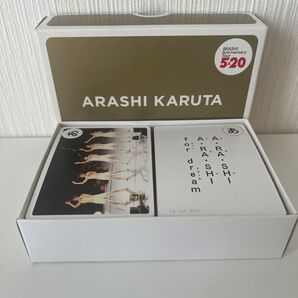 ARASHI
Anniversary
Tour
5×20
ARASHI KARUTA
あ
あ
A・RA・SHI
A・RA・SHI
for dream